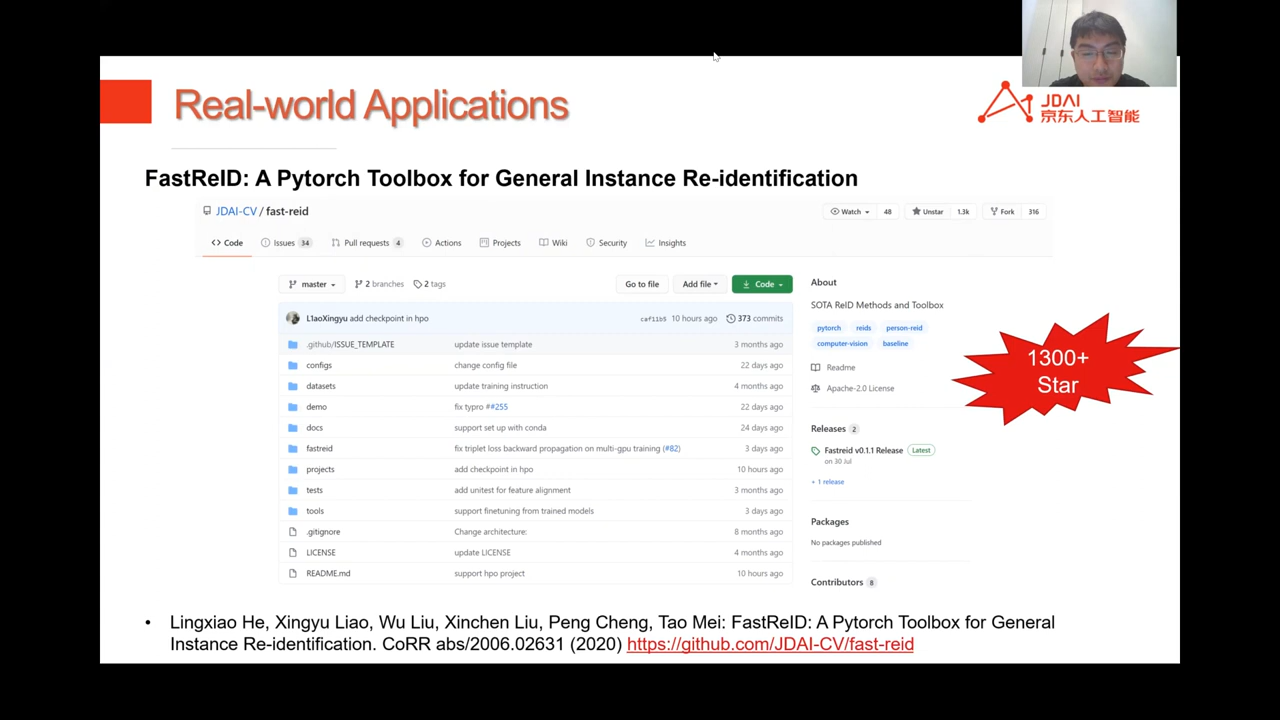 Real-world Applications
JDAI
京东人工智能
FastReID: A Pytorch Toolbox for General Instance Re-identification
JDAI-CV / fast-reid
Watch 48 Unstar 1.3k Fork 316
Code Issues 34 Pull requests 4 Actions Projects Wiki Security Insights
master 2 branches 2 tags Go to file Add file Code
L1aoXingyu add checkpoint in hpo caf11b5 10 hours ago 373 commits
.github/ISSUE_TEMPLATE update issue template 3 months ago
configs change config file 22 days ago
datasets update training instruction 4 months ago
demo fix typro ##255 22 days ago
docs support set up with conda 24 days ago
fastreid fix triplet loss backward propagation on multi-gpu training (#82) 3 days ago
projects add checkpoint in hpo 10 hours ago
tests add unitest for feature alignment 3 months ago
tools support finetuning from trained models 3 days ago
.gitignore Change architecture: 8 months ago
LICENSE update LICENSE 4 months ago
README.md support hpo project 10 hours ago
About
SOTA ReID Methods and Toolbox
pytorch reids person-reid
computer-vision baseline
Readme
Apache-2.0 License
Releases 2
Fastreid v0.1.1 Release Latest
on 30 Jul
+ 1 release
Packages
No packages published
Contributors 8
1300+
Star
• Lingxiao He, Xingyu Liao, Wu Liu, Xinchen Liu, Peng Cheng, Tao Mei: FastReID: A Pytorch Toolbox for General
Instance Re-identification. CoRR abs/2006.02631 (2020) https://github.com/JDAI-CV/fast-reid